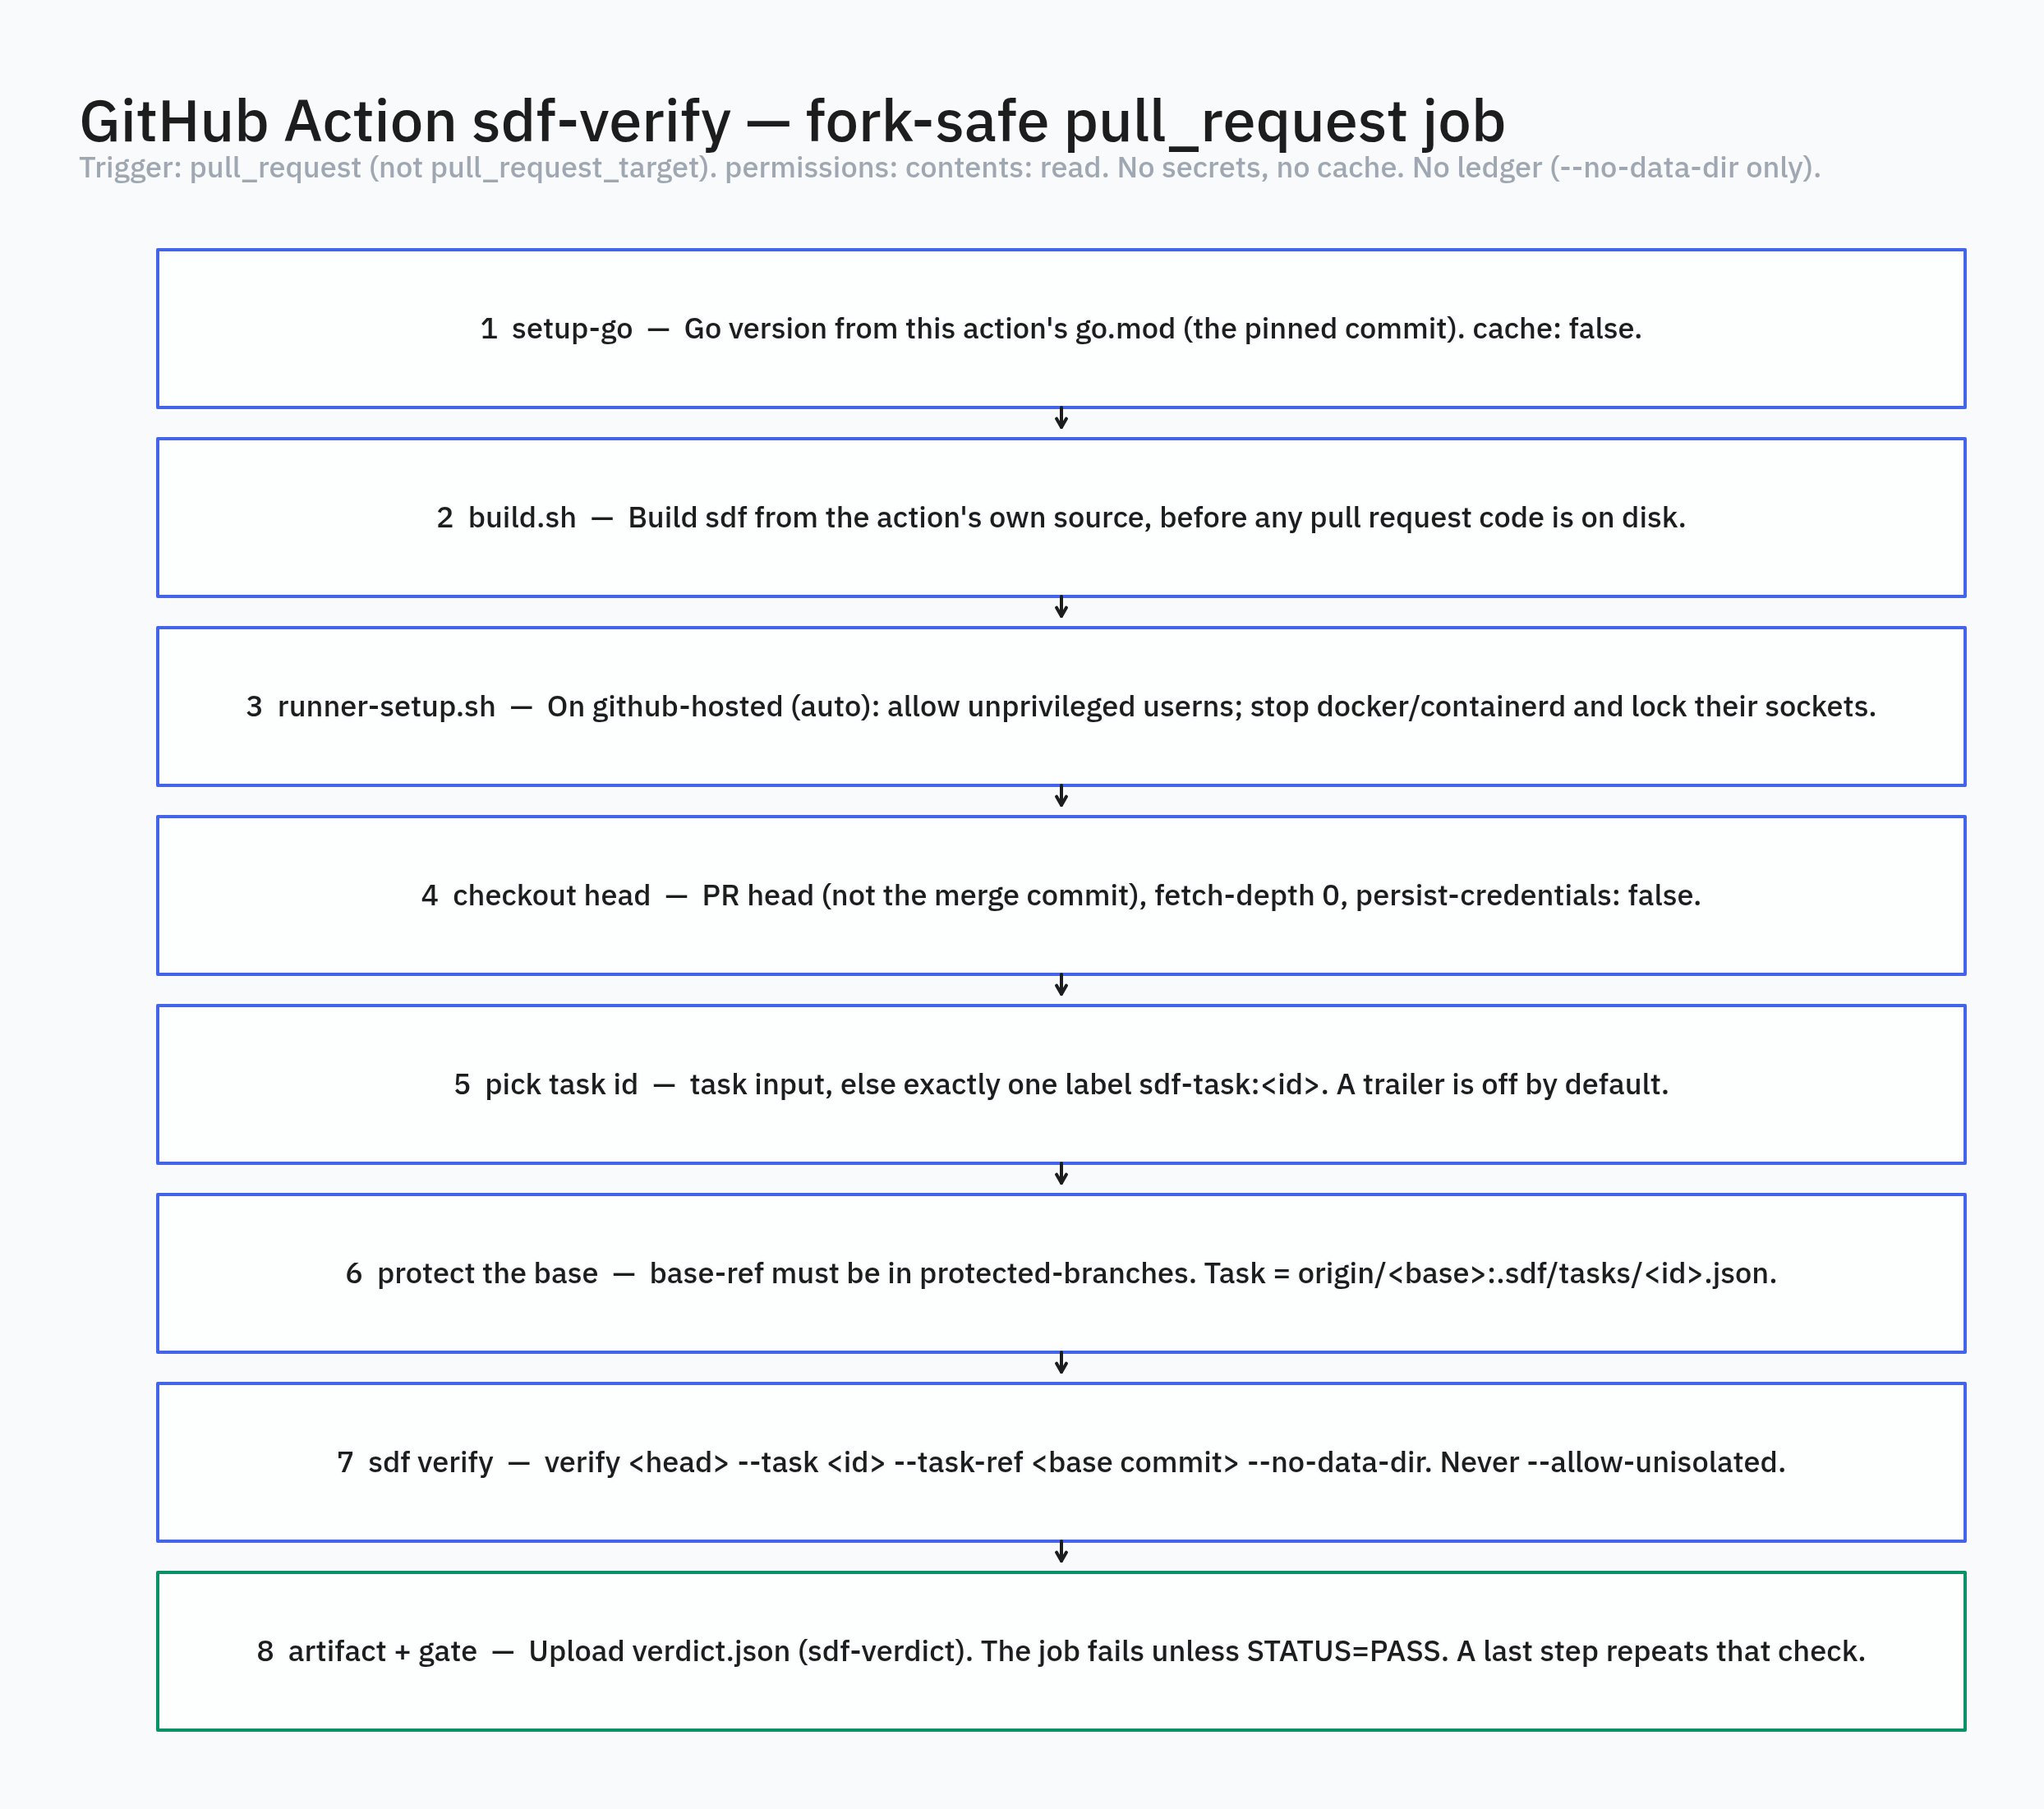 GitHub Action sdf-verify — fork-safe pull_request job
Trigger: pull_request (not pull_request_target). permissions: contents: read. No secrets, no cache. No ledger (--no-data-dir only).
1 setup-go — Go version from this action's go.mod (the pinned commit). cache: false.
2 build.sh — Build sdf from the action's own source, before any pull request code is on disk.
3 runner-setup.sh — On github-hosted (auto): allow unprivileged userns; stop docker/containerd and lock their sockets.
4 checkout head — PR head (not the merge commit), fetch-depth 0, persist-credentials: false.
5 pick task id — task input, else exactly one label sdf-task:<id>. A trailer is off by default.
6 protect the base — base-ref must be in protected-branches. Task = origin/<base>:.sdf/tasks/<id>.json.
7 sdf verify — verify <head> --task <id> --task-ref <base commit> --no-data-dir. Never --allow-unisolated.
8 artifact + gate — Upload verdict.json (sdf-verdict). The job fails unless STATUS=PASS. A last step repeats that check.